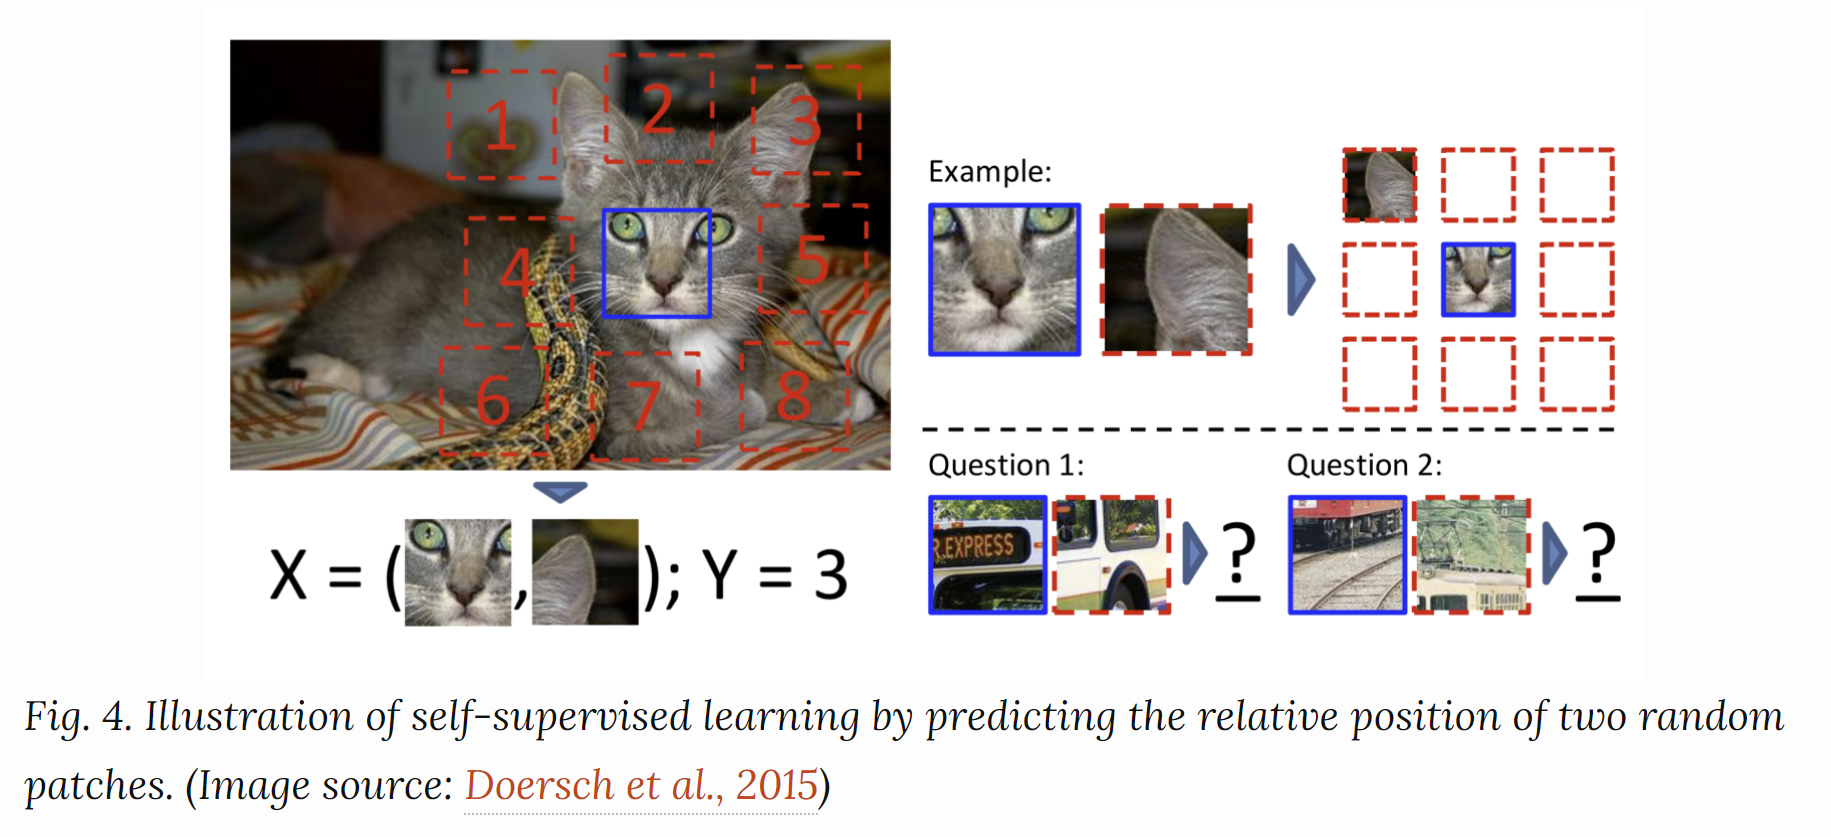 1
2
3
4
5
6
7
8
X = ( , ); Y = 3
Example:
Question 1:
R.EXPRESS
?
Question 2:
?
Fig. 4. Illustration of self-supervised learning by predicting the relative position of two random
patches. (Image source: Doersch et al., 2015)